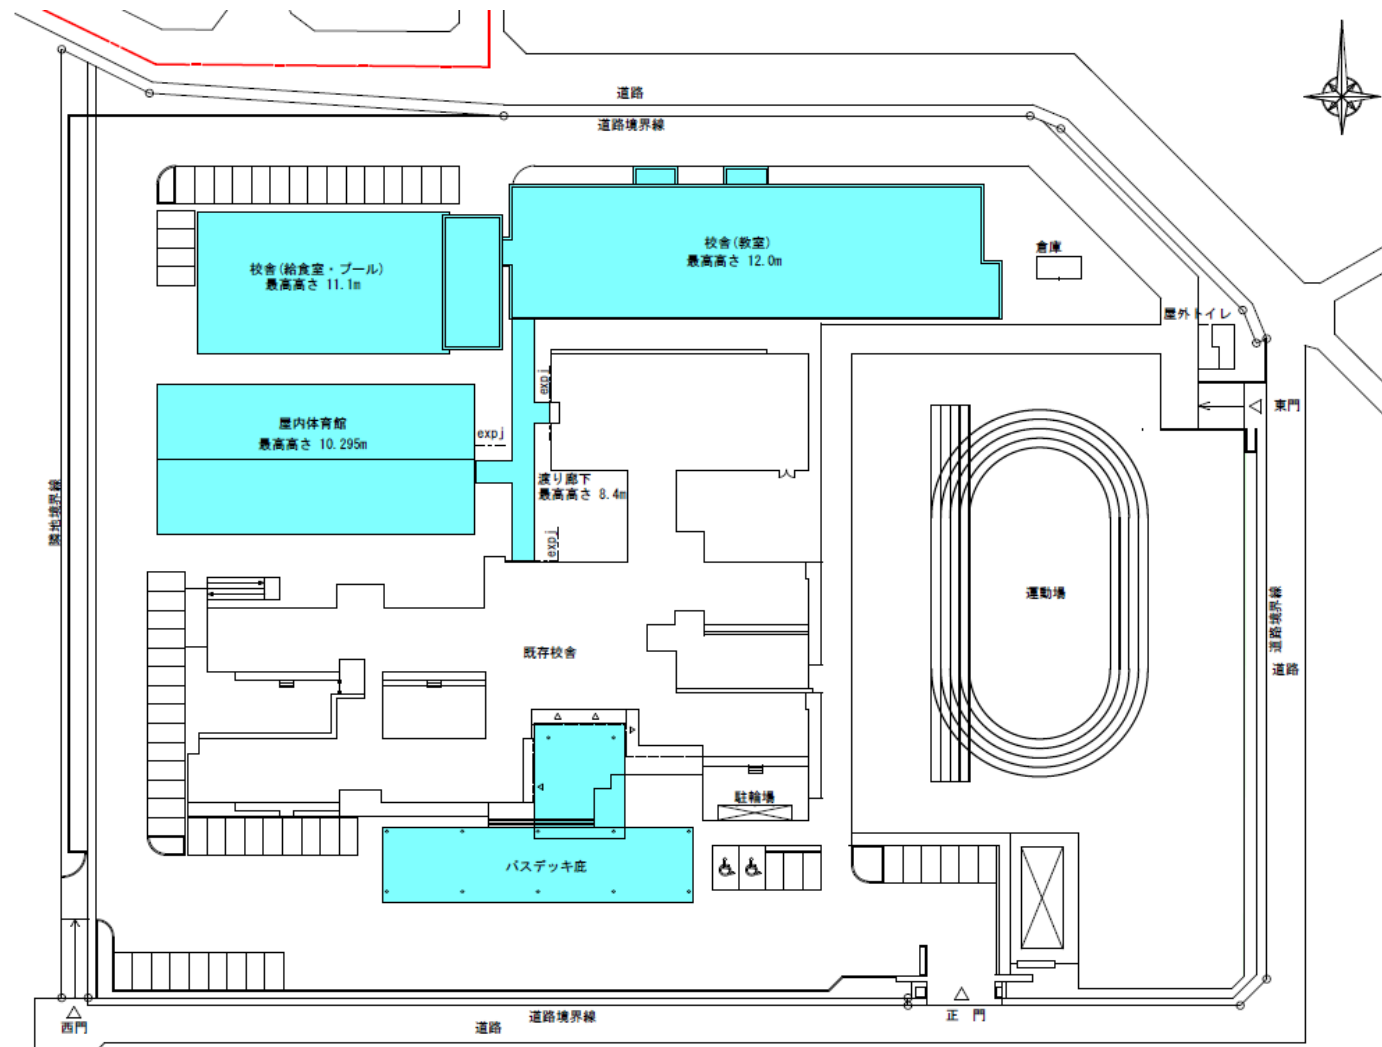 道路
道路境界線
校舎(教室)
最高高さ 12.0m
倉庫
校舎(給食室・プール)
最高高さ 11.1m
屋外トイレ
expj
東門
屋内体育館
最高高さ 10.295m
expj
渡り廊下
最高高さ 8.4m
隣地境界線
expj
運動場
道路境界線
道路
既存校舎
駐輪場
バスデッキ庇
西門
道路
道路境界線
正 門